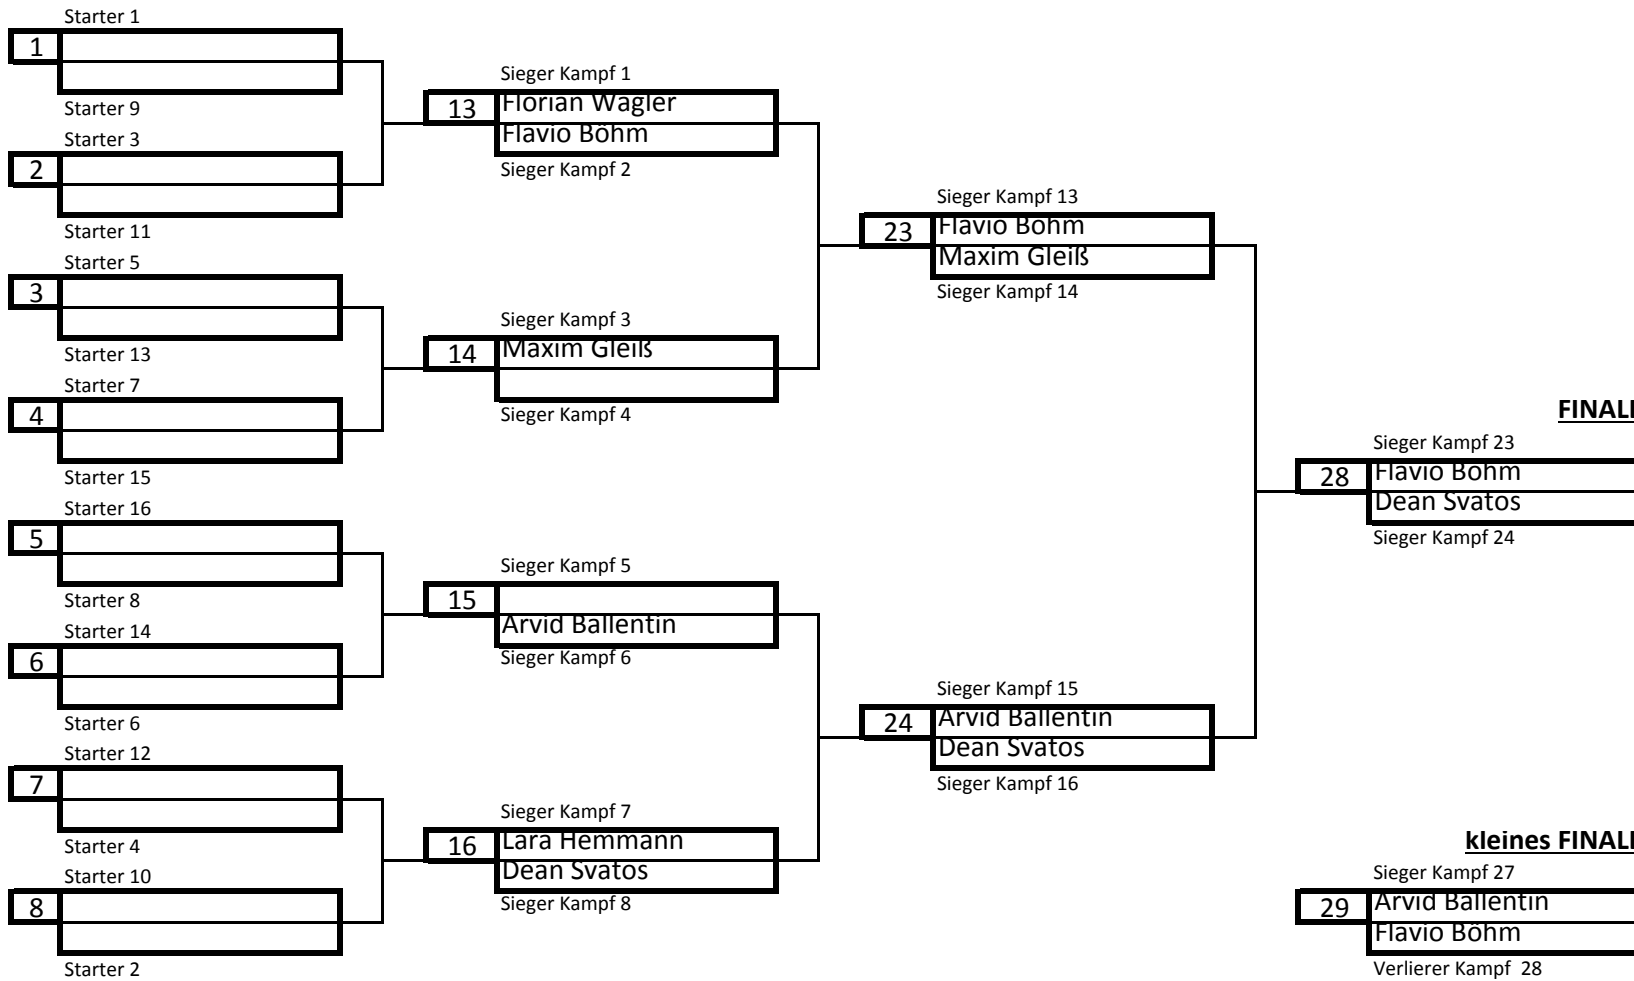 Starter 1
1
Starter 9
Starter 3
2
Starter 11
Starter 5
3
Starter 13
Starter 7
4
Starter 15
Starter 16
5
Starter 8
Starter 14
6
Starter 6
Starter 12
7
Starter 4
Starter 10
8
Starter 2
Sieger Kampf 1
13 Florian Wagler
Flavio Böhm
Sieger Kampf 2
Sieger Kampf 3
14 Maxim Gleiß
Sieger Kampf 4
Sieger Kampf 5
15
Arvid Ballentin
Sieger Kampf 6
Sieger Kampf 7
16 Lara Hemmann
Dean Svatos
Sieger Kampf 8
Sieger Kampf 13
23 Flavio Böhm
Maxim Gleiß
Sieger Kampf 14
Sieger Kampf 15
24 Arvid Ballentin
Dean Svatos
Sieger Kampf 16
FINALE
Sieger Kampf 23
28 Flavio Böhm
Dean Svatos
Sieger Kampf 24
kleines FINALE
Sieger Kampf 27
29 Arvid Ballentin
Flavio Böhm
Verlierer Kampf 28